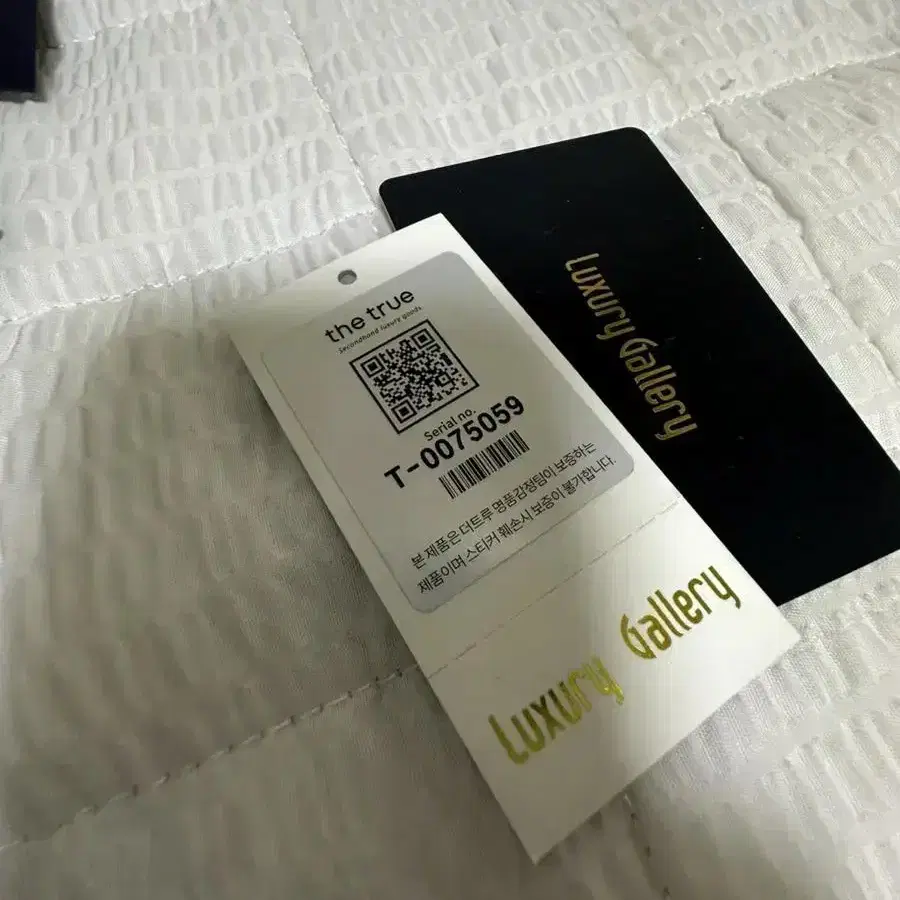 the true
Secondhand luxury goods.
Serial no.
T-0075059
본 제품은 더트루 명품감정팀이 보증하는
제품이며 스티커 훼손시 보증이 불가합니다.
Luxury Gallery
Luxury Gallery